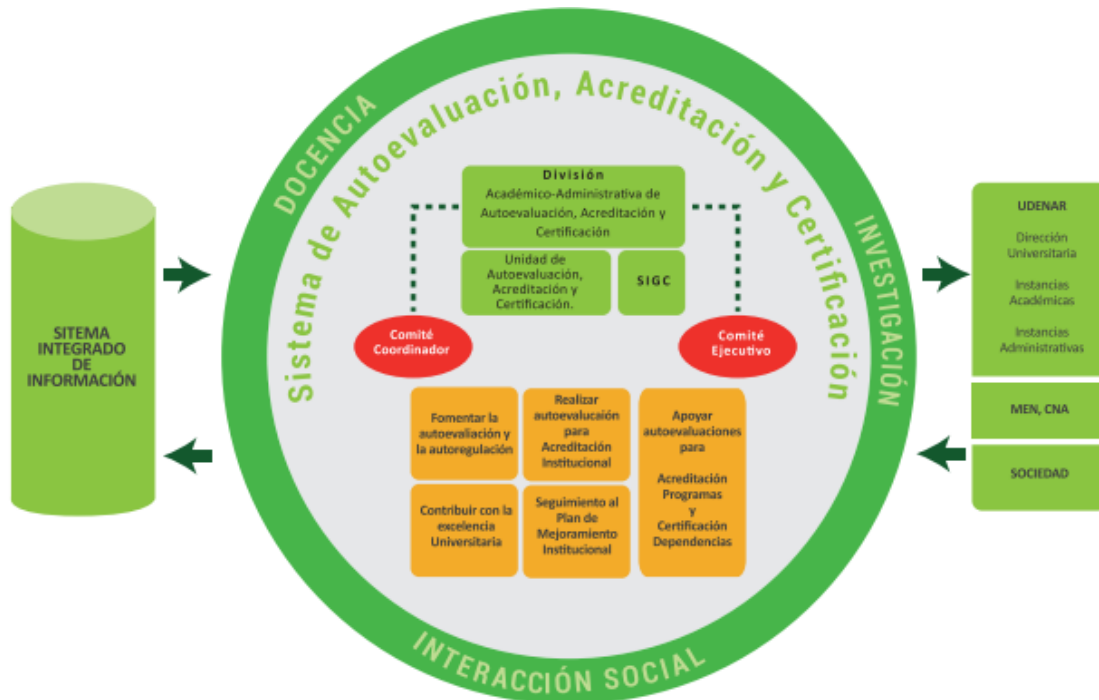 Sistema de Autoevaluación, Acreditación y Certificación
DOCENCIA
INVESTIGACIÓN
INTERACCIÓN SOCIAL
SITEMA
INTEGRADO
DE
INFORMACIÓN
División
Académico-Administrativa de
Autoevaluación, Acreditación y
Certificación
Unidad de
Autoevaluación,
Acreditación y
Certificación.
SIGC
Comité
Coordinador
Comité
Ejecutivo
Fomentar la
autoevaliación y
la autoregulación
Realizar
autoevalucaión
para
Acreditación
Institucional
Apoyar
autoevaluaciones
para
Acreditación
Programas
y
Certificación
Dependencias
Contribuir con la
excelencia
Universitaria
Seguimiento al
Plan de
Mejoramiento
Institucional
UDENAR
Dirección
Universitaria
Instancias
Académicas
Instancias
Administrativas
MEN, CNA
SOCIEDAD